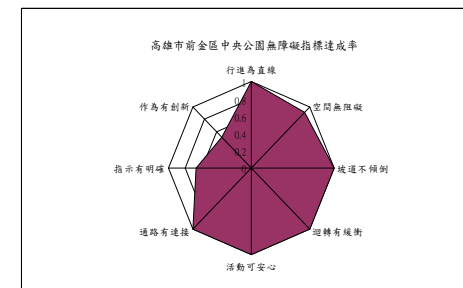 高雄市前金區中央公園無障礙指標達成率
行進為直線
空間無阻礙
坡道不傾倒
迴轉有緩衝
活動可安心
通路有連接
指示有明確
作為有創新
1
0.8
0.6
0.4
0.2
0